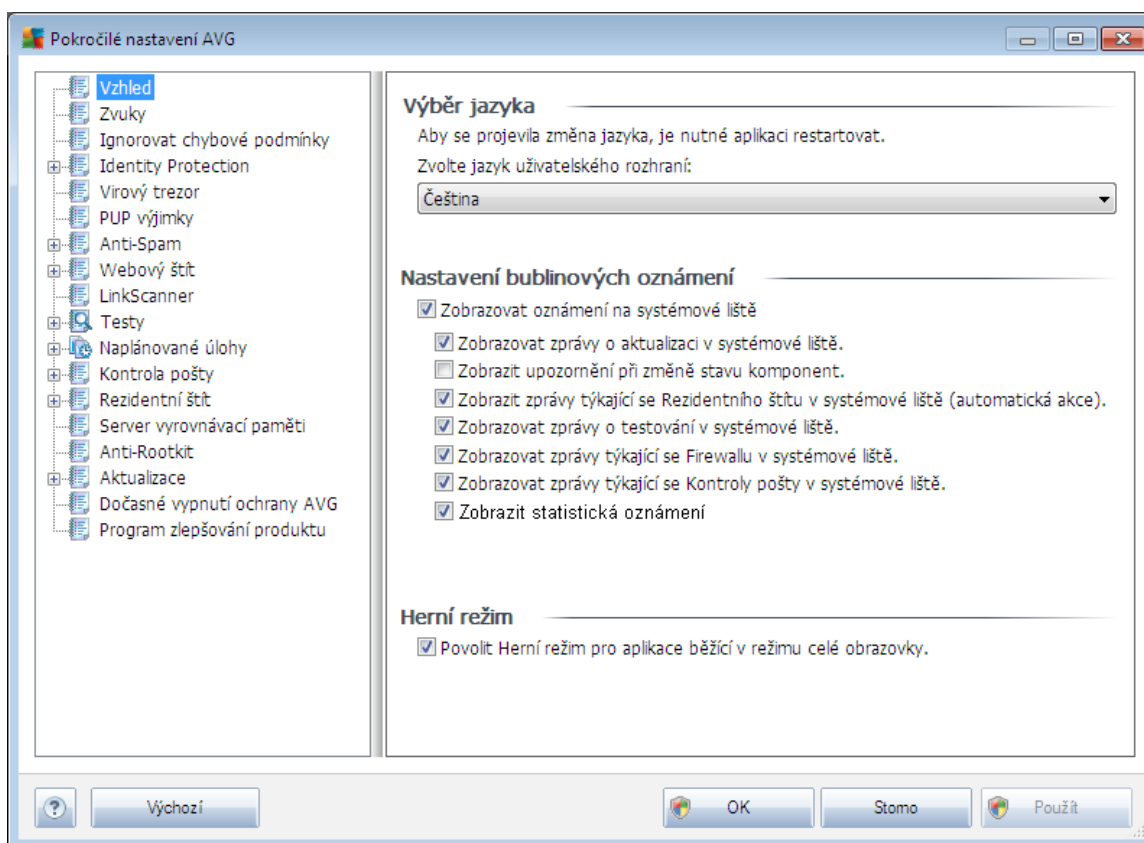 Pokročilé nastavení AVG
Vzhled
Zvuky
Ignorovat chybové podmínky
Identity Protection
Virový trezor
PUP výjimky
Anti-Spam
Webový štít
LinkScanner
Testy
Naplánované úlohy
Kontrola pošty
Rezidentní štít
Server vyrovnávací paměti
Anti-Rootkit
Aktualizace
Dočasné vypnutí ochrany AVG
Program zlepšování produktu
Výběr jazyka
Aby se projevila změna jazyka, je nutné aplikaci restartovat.
Zvolte jazyk uživatelského rozhraní:
Čeština
Nastavení bublinových oznámení
Zobrazovat oznámení na systémové liště
Zobrazovat zprávy o aktualizaci v systémové liště.
Zobrazit upozornění při změně stavu komponent.
Zobrazit zprávy týkající se Rezidentního štítu v systémové liště (automatická akce).
Zobrazovat zprávy o testování v systémové liště.
Zobrazovat zprávy týkající se Firewallu v systémové liště.
Zobrazovat zprávy týkající se Kontroly pošty v systémové liště.
Zobrazit statistická oznámení
Herní režim
Povolit Herní režim pro aplikace běžící v režimu celé obrazovky.
?
Výchozí
OK
Stomo
Použít